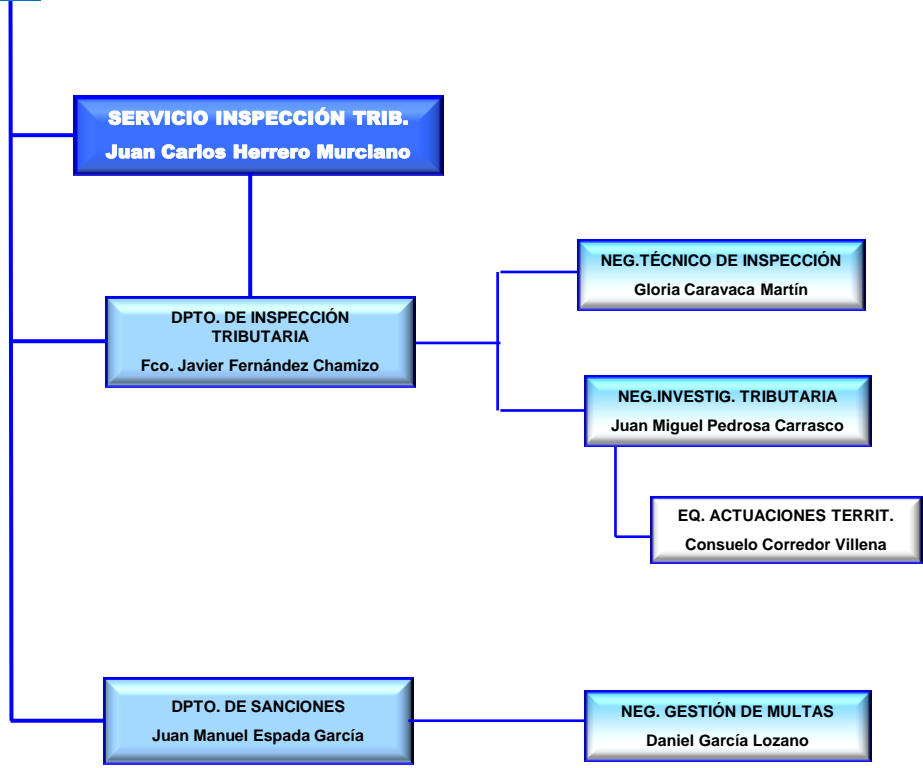 SERVICIO INSPECCIÓN TRIB.
Juan Carlos Herrero Murciano
NEG.TÉCNICO DE INSPECCIÓN
Gloria Caravaca Martín
DPTO. DE INSPECCIÓN
TRIBUTARIA
Fco. Javier Fernández Chamizo
NEG.INVESTIG. TRIBUTARIA
Juan Miguel Pedrosa Carrasco
EQ. ACTUACIONES TERRIT.
Consuelo Corredor Villena
DPTO. DE SANCIONES
Juan Manuel Espada García
NEG. GESTIÓN DE MULTAS
Daniel García Lozano